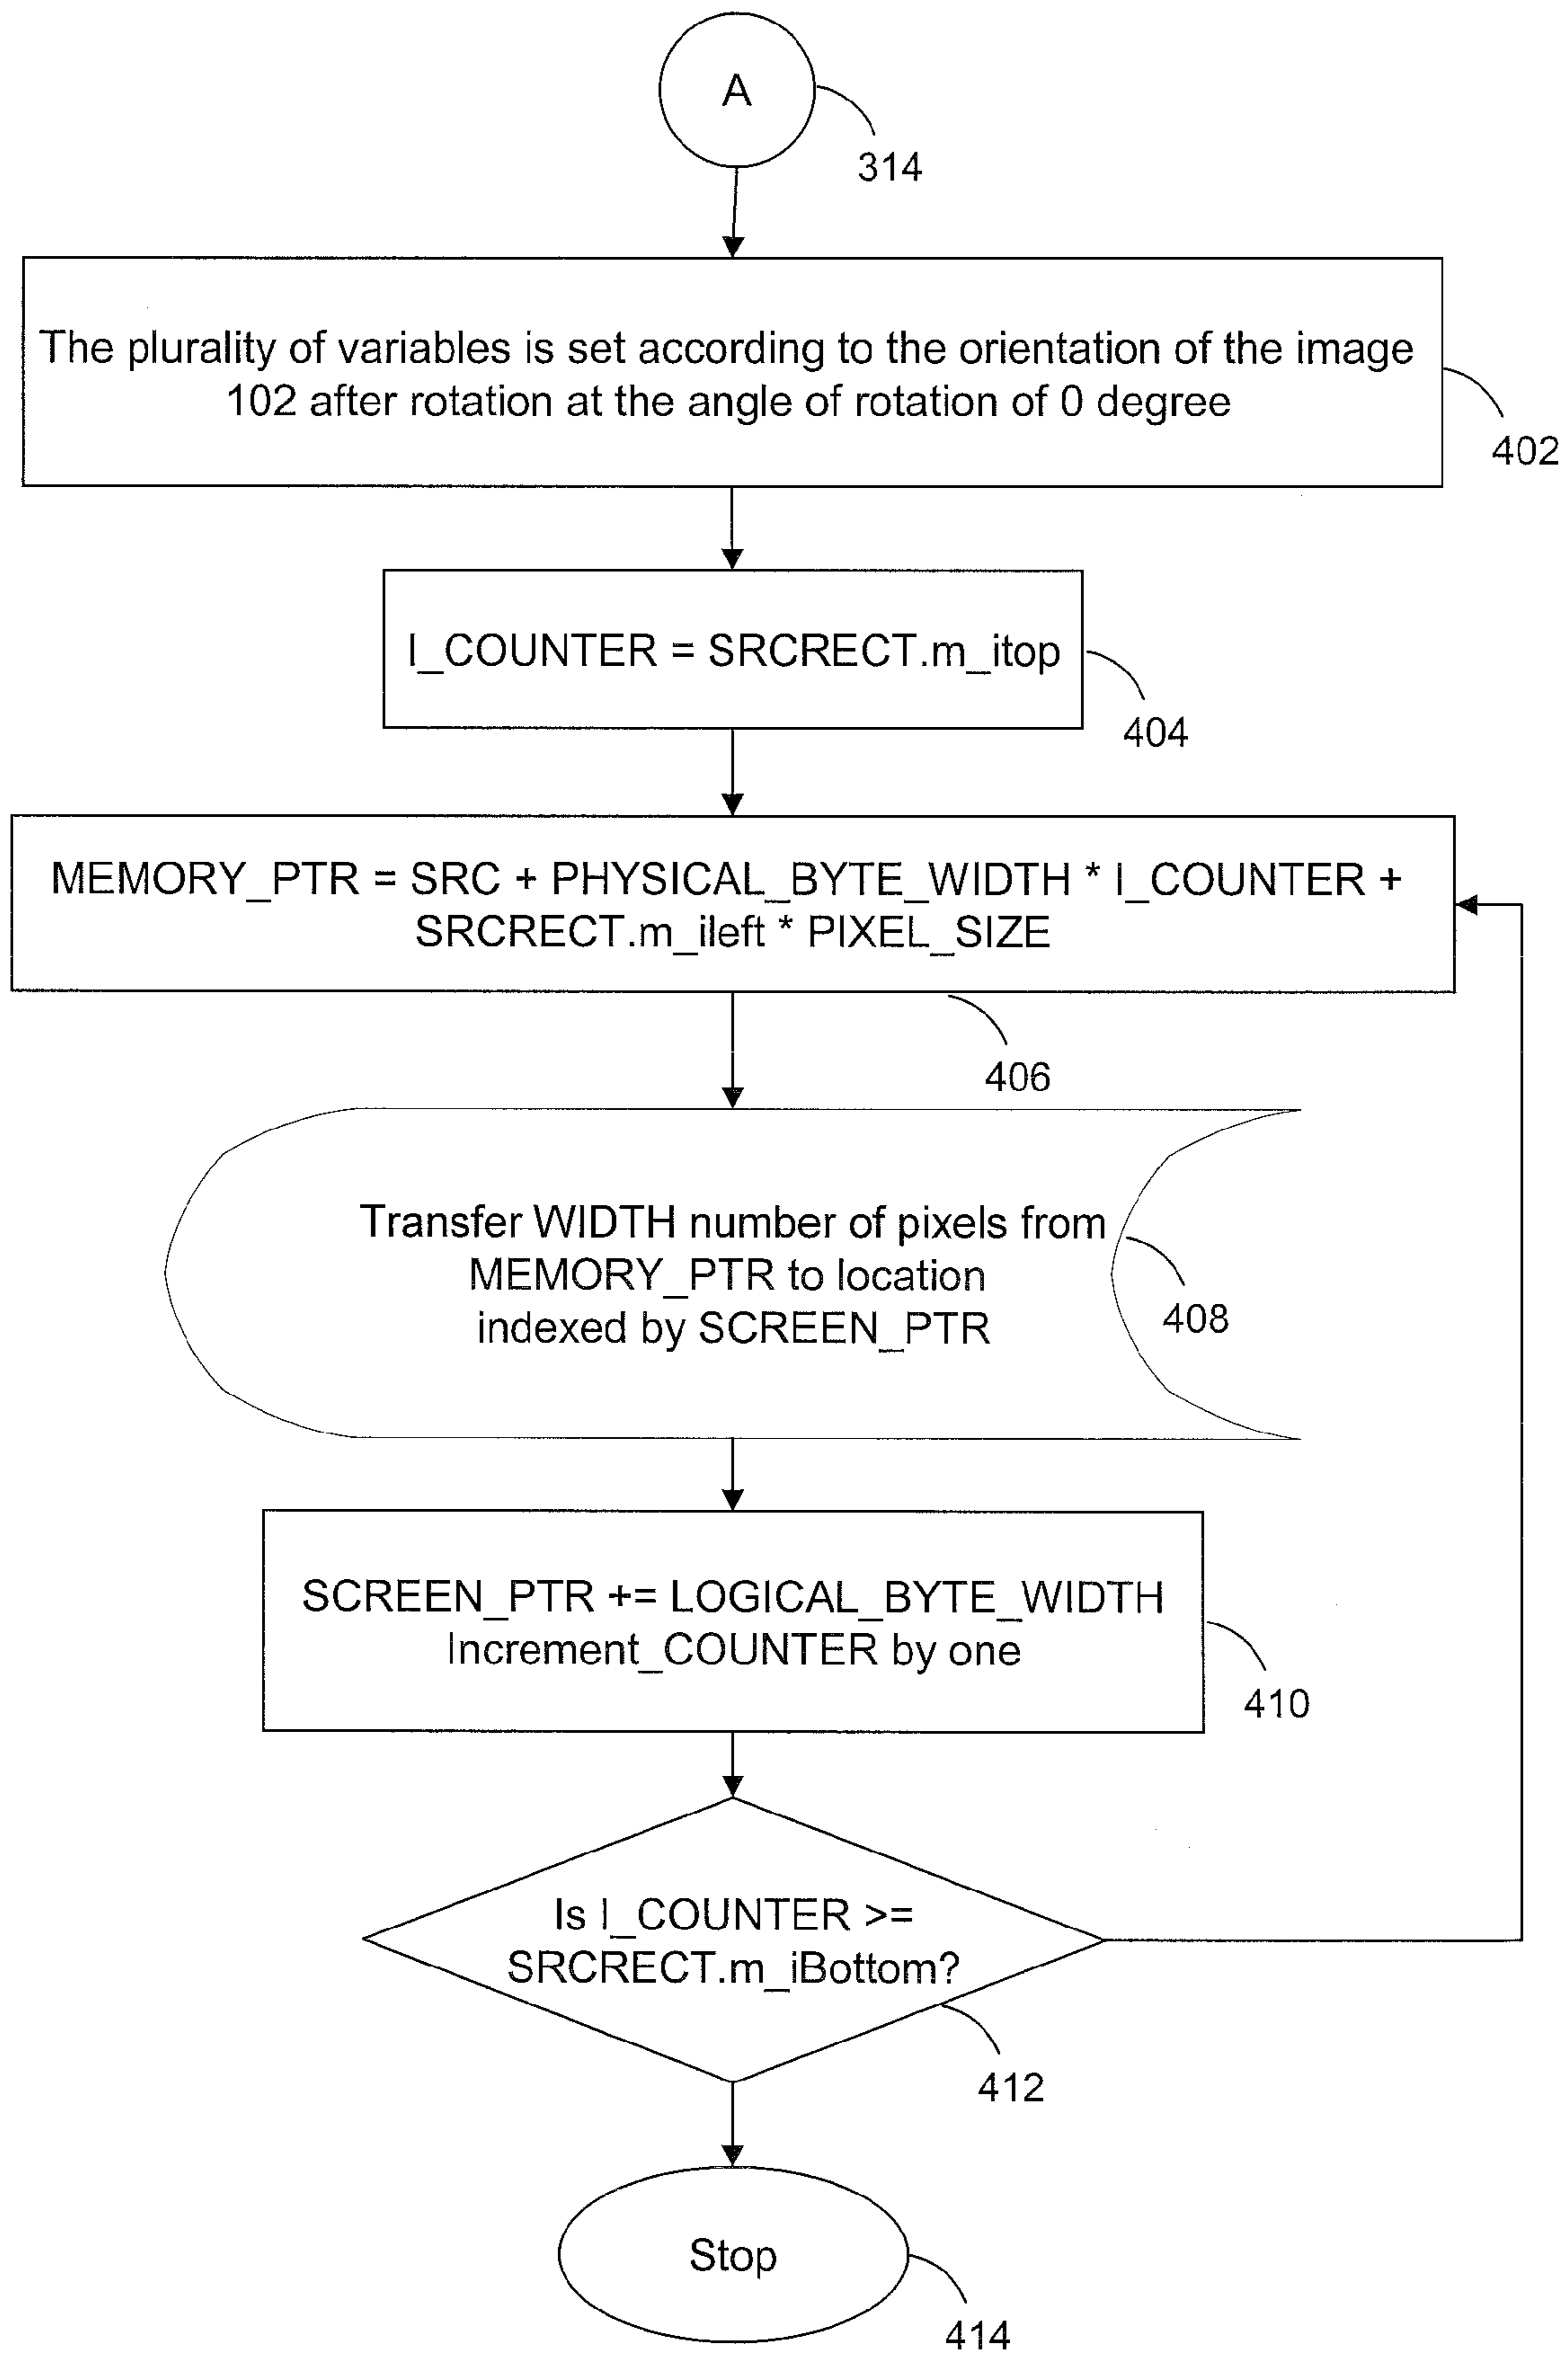 A
314
The plurality of variables is set according to the orientation of the image
102 after rotation at the angle of rotation of 0 degree
402
I_COUNTER = SRCRECT.m_itop
404
MEMORY_PTR = SRC + PHYSICAL_BYTE_WIDTH * I_COUNTER +
SRCRECT.m_ileft * PIXEL_SIZE
406
Transfer WIDTH number of pixels from
MEMORY_PTR to location
indexed by SCREEN_PTR
408
SCREEN_PTR += LOGICAL_BYTE_WIDTH
Increment_COUNTER by one
410
Is I_COUNTER >=
SRCRECT.m_iBottom?
412
Stop
414